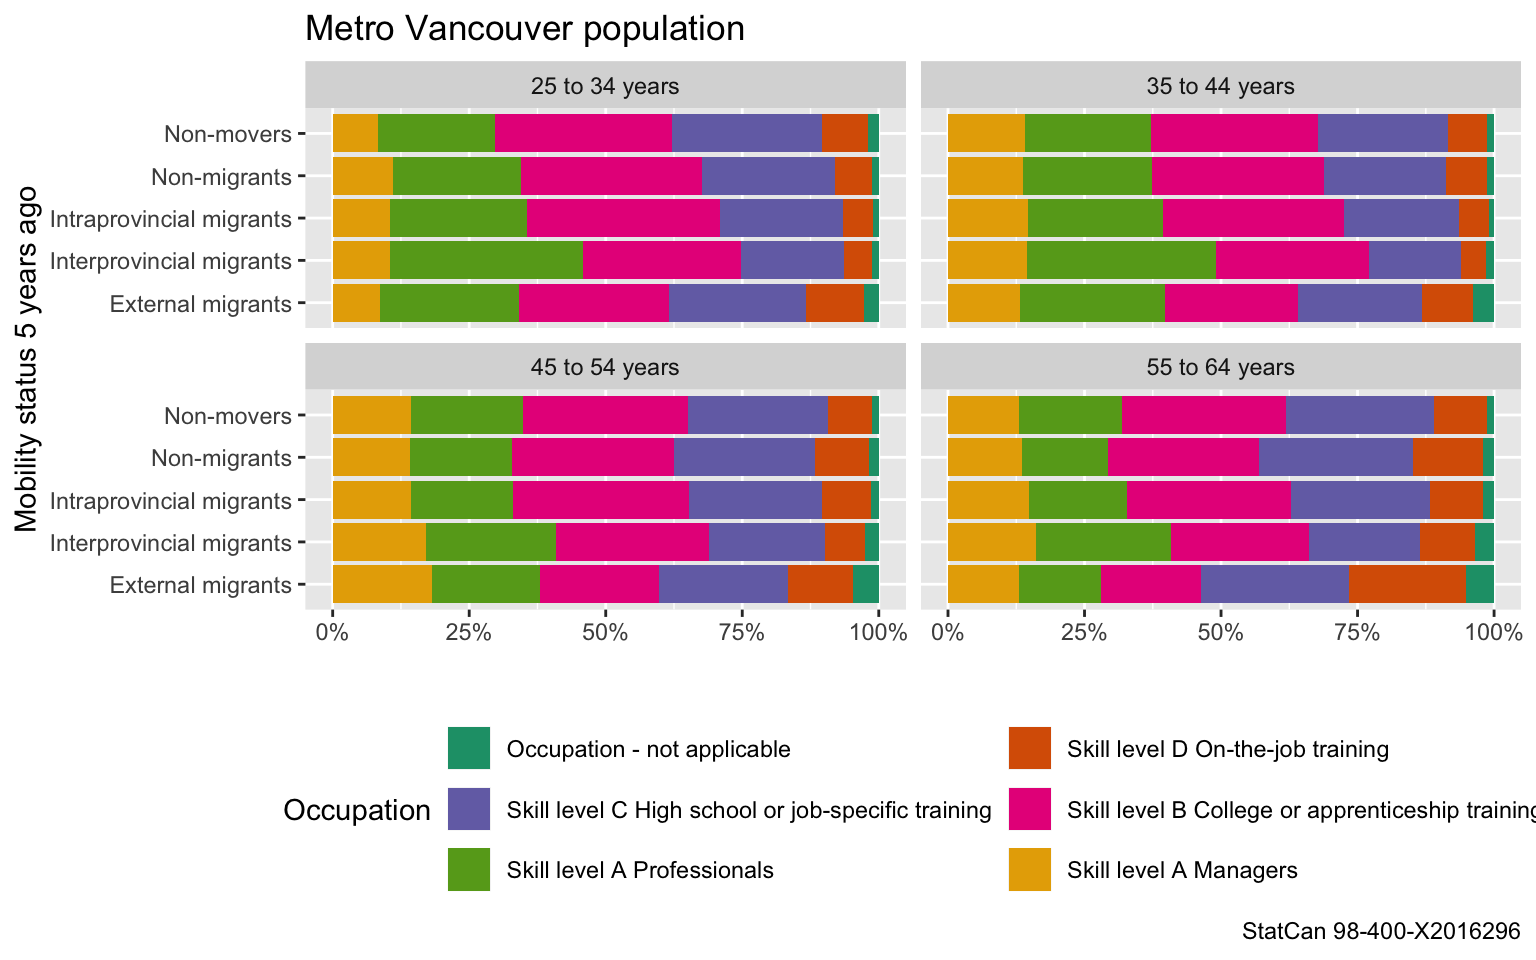 Metro Vancouver population
25 to 34 years
35 to 44 years
Mobility status 5 years ago
Non-movers
Non-migrants
Intraprovincial migrants
Interprovincial migrants
External migrants
45 to 54 years
55 to 64 years
Non-movers
Non-migrants
Intraprovincial migrants
Interprovincial migrants
External migrants
0% 25% 50% 75% 100% 0% 25% 50% 75% 100%
Occupation
Occupation - not applicable
Skill level D On-the-job training
Skill level C High school or job-specific training
Skill level B College or apprenticeship training
Skill level A Professionals
Skill level A Managers
StatCan 98-400-X2016296